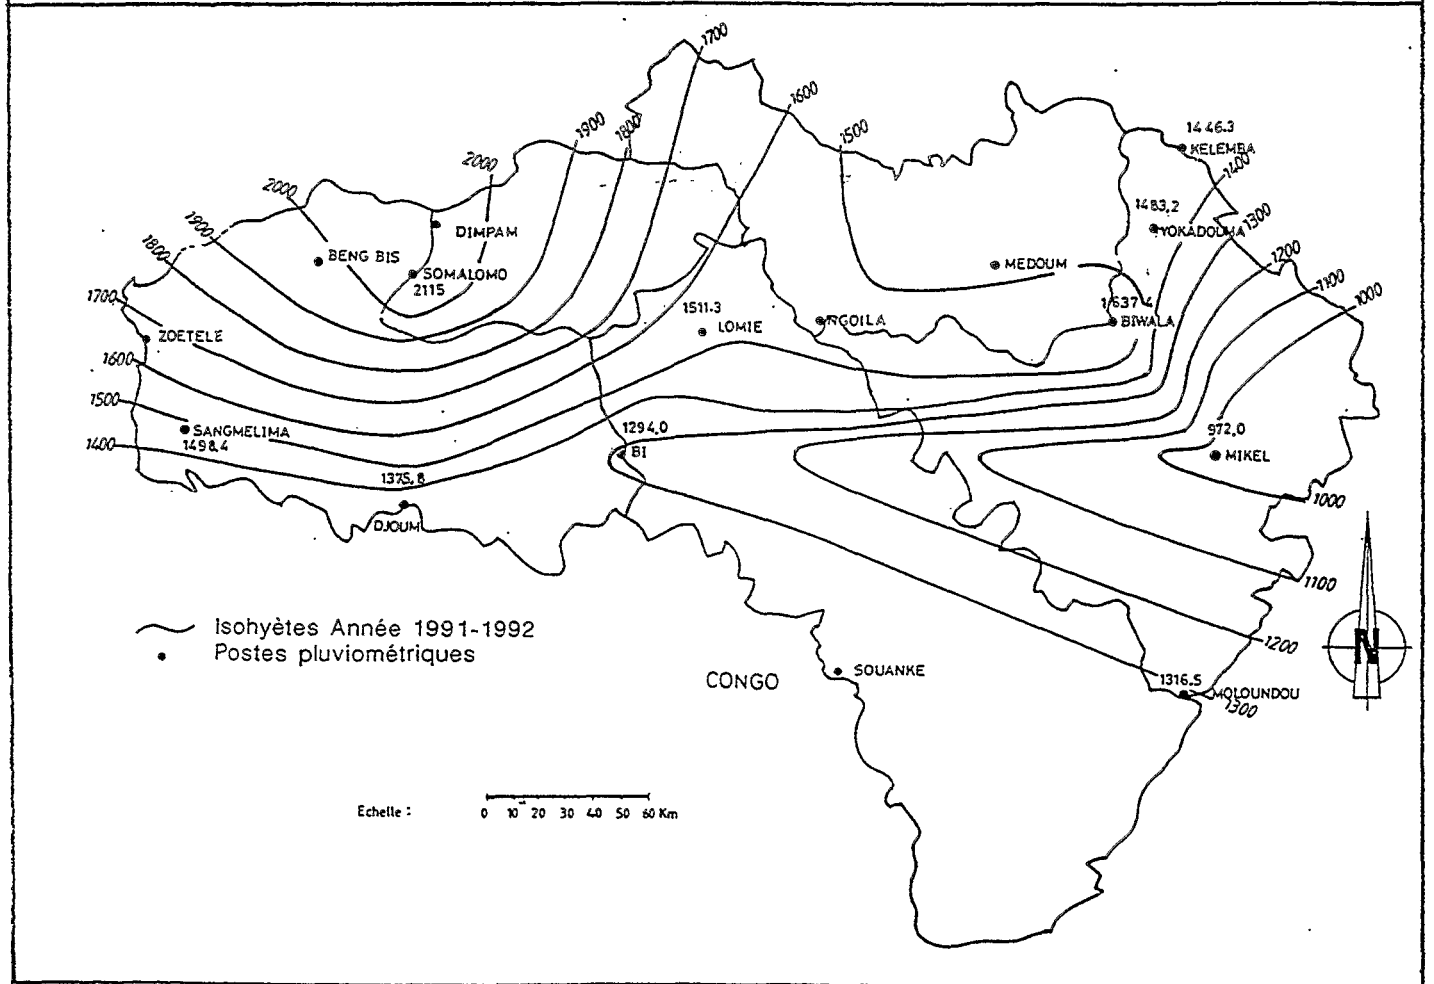 1700
1600
1500
1900
1800
2000
2000
1900
1800
1446.3
KELEMBA
1400
1483,2
YOKADOUMA
1300
1200
1100
1000
DIMPAM
BENG BIS
SOMALOMO
2115
MEDOUM
1700
1511.3
LOMIE
NGOILA
1637.4
BIWALA
ZOETELE
1600
1500
SANGMELIMA
1498.4
1400
1294.0
BI
972.0
MIKEL
1000
1375.8
DJOUM
1100
1200
Isohyètes Année 1991-1992
Postes pluviométriques
CONGO
SOUANKE
1316.5
MOLOUNDOU
1300
N
Echelle :
0 10 20 30 40 50 60 Km